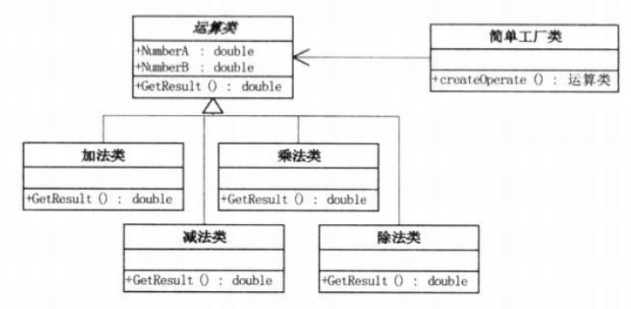 运算类
+NumberA : double
+NumberB : double
+GetResult () : double
简单工厂类
+createOperate () : 运算类
加法类
+GetResult () : double
乘法类
+GetResult () : double
减法类
+GetResult () : double
除法类
+GetResult () : double